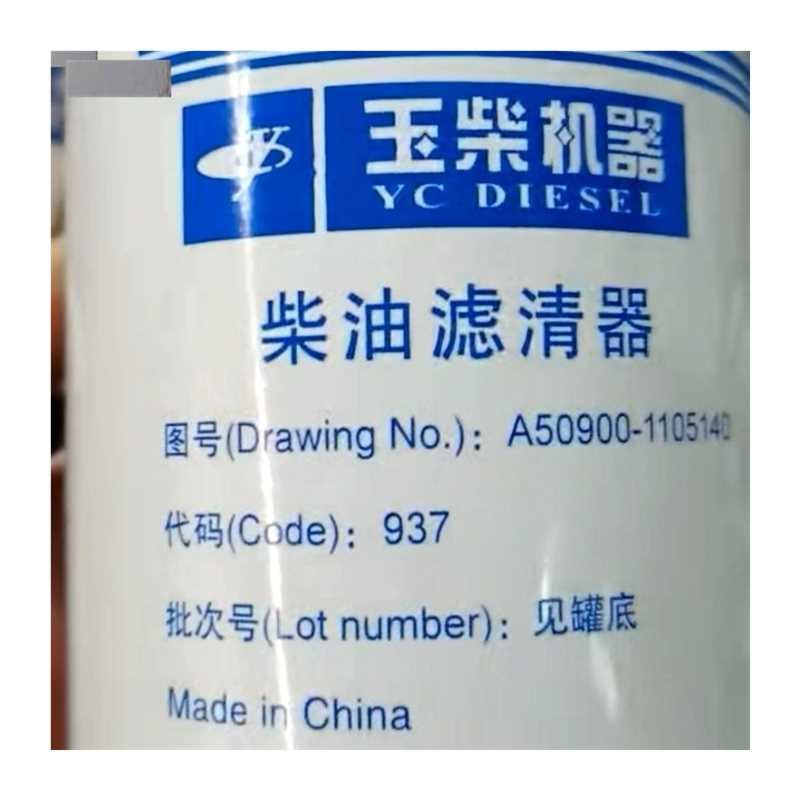 玉柴机器
YC DIESEL
柴油滤清器
图号(Drawing No.): A50900-1105140
代码(Code): 937
批次号(Lot number): 见罐底
Made in China